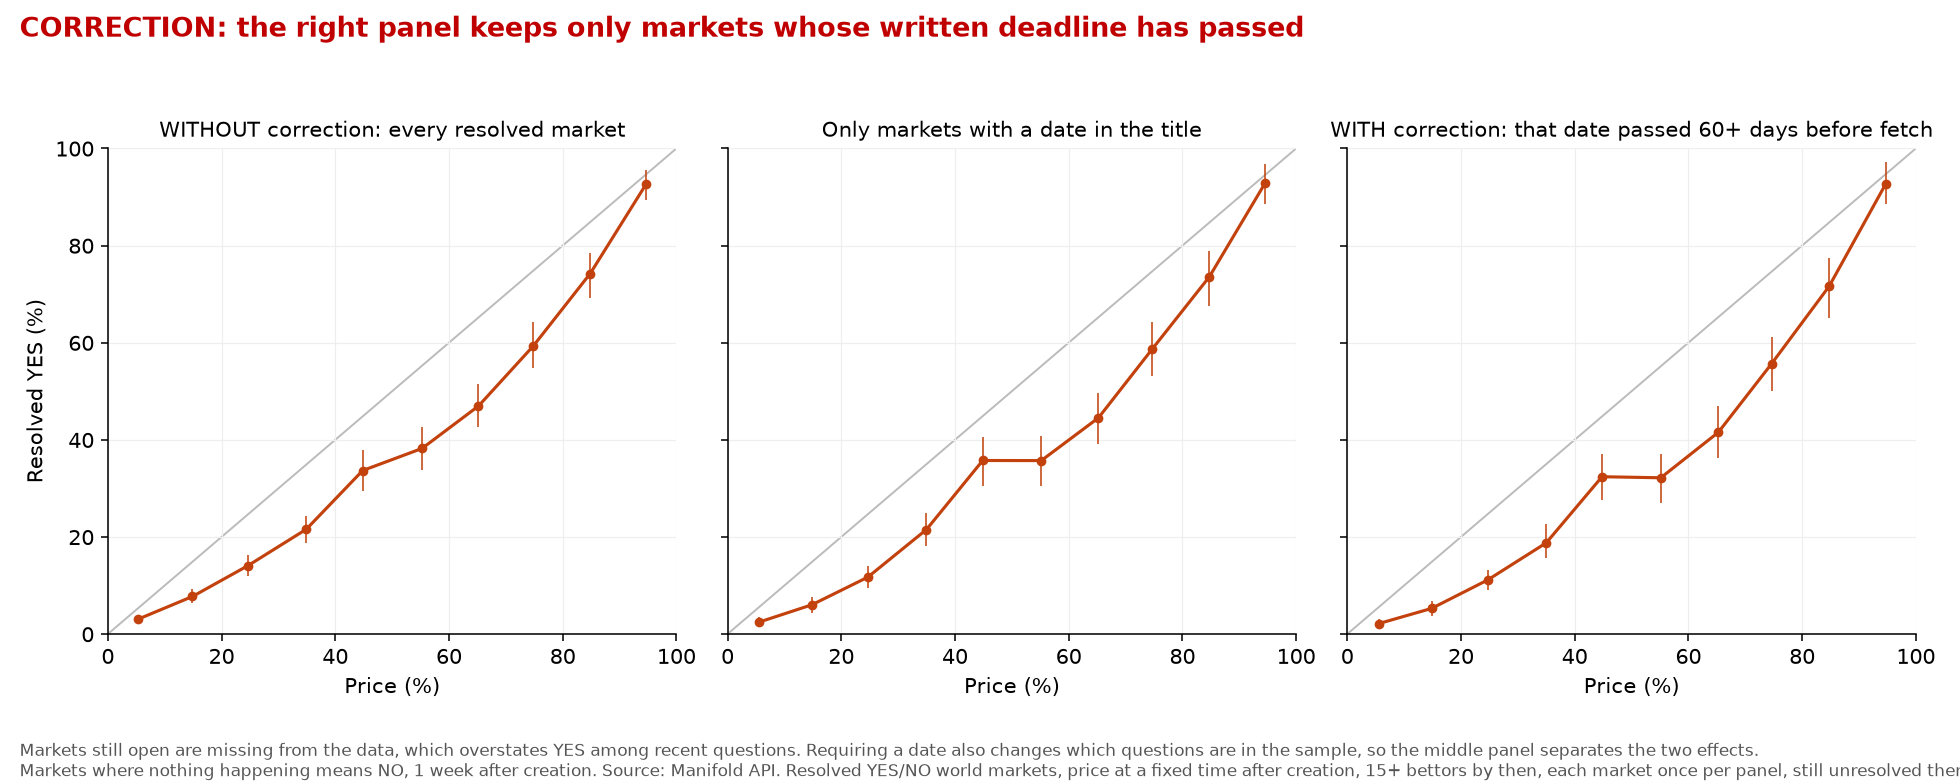 CORRECTION: the right panel keeps only markets whose written deadline has passed
WITHOUT correction: every resolved market
Only markets with a date in the title
WITH correction: that date passed 60+ days before fetch
Resolved YES (%)
100
80
60
40
20
0
0 20 40 60 80 100
Price (%)
0 20 40 60 80 100
Price (%)
0 20 40 60 80 100
Price (%)
Markets still open are missing from the data, which overstates YES among recent questions. Requiring a date also changes which questions are in the sample, so the middle panel separates the two effects.
Markets where nothing happening means NO, 1 week after creation. Source: Manifold API. Resolved YES/NO world markets, price at a fixed time after creation, 15+ bettors by then, each market once per panel, still unresolved